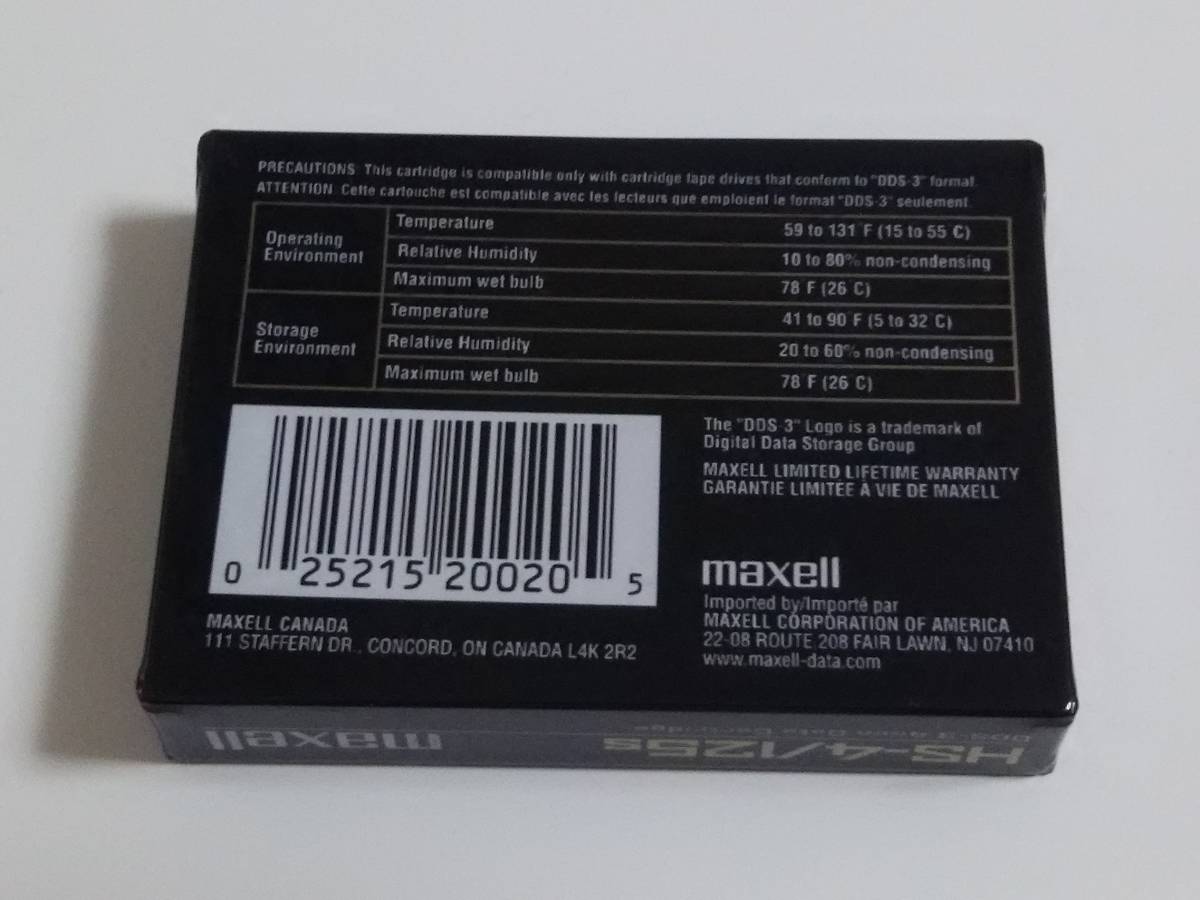 PRECAUTIONS: This cartridge is compatible only with cartridge tape drives that conform to "DDS-3" format.
ATTENTION: Cette cartouche est compatible avec les lecteurs que emploient le format "DDS-3" seulement.
Operating Environment
Temperature 59 to 131°F (15 to 55°C)
Relative Humidity 10 to 80% non-condensing
Maximum wet bulb 78°F (26°C)
Storage Environment
Temperature 41 to 90°F (5 to 32°C)
Relative Humidity 20 to 60% non-condensing
Maximum wet bulb 78°F (26°C)
The "DDS-3" Logo is a trademark of
Digital Data Storage Group
MAXELL LIMITED LIFETIME WARRANTY
GARANTIE LIMITÉE À VIE DE MAXELL
0 25215 20020 5
MAXELL CANADA
111 STAFFERN DR., CONCORD, ON CANADA L4K 2R2
maxell
Imported by/Importé par
MAXELL CORPORATION OF AMERICA
22-08 ROUTE 208 FAIR LAWN, NJ 07410
www.maxell-data.com
HS-4/125s
DDS-3 4mm Data Cartridge
maxell